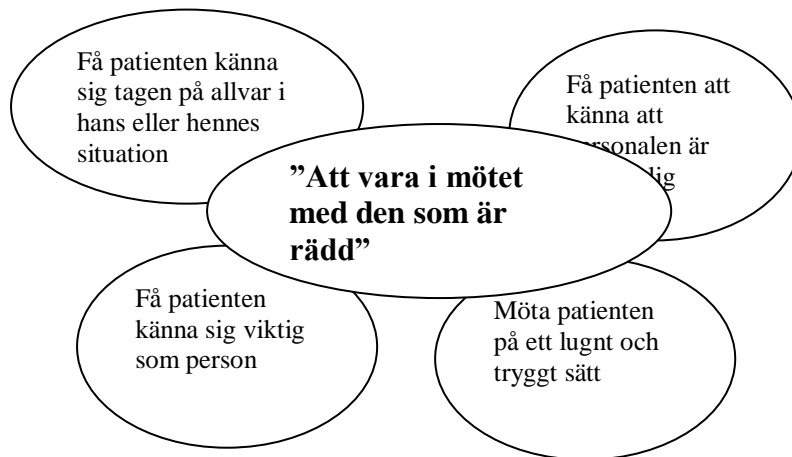 Få patienten känna
sig tagen på allvar i
hans eller hennes
situation
Få patienten att
känna att
är
”Att vara i mötet
med den som är
rädd”
Få patienten
känna sig viktig
som person
Möta patienten
på ett lugnt och
tryggt sätt